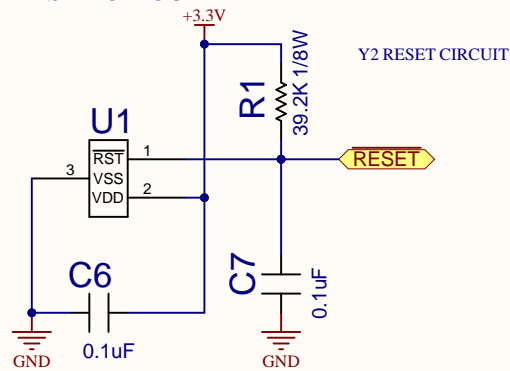 +3.3V
Y2 RESET CIRCUIT
R1
39.2K 1/8W
U1
RST
1
RESET
3
VSS
VDD
2
C6
0.1uF
C7
0.1uF
GND
GND